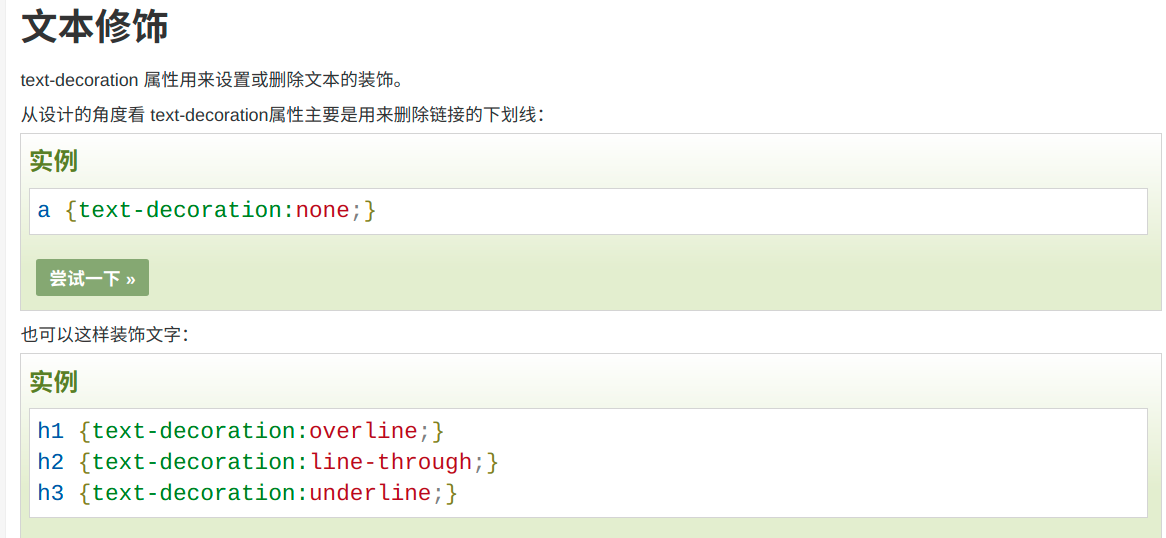 文本修饰
text-decoration 属性用来设置或删除文本的装饰。
从设计的角度看 text-decoration属性主要是用来删除链接的下划线：
实例
a {text-decoration:none;}
尝试一下 »
也可以这样装饰文字：
实例
h1 {text-decoration:overline;}
h2 {text-decoration:line-through;}
h3 {text-decoration:underline;}